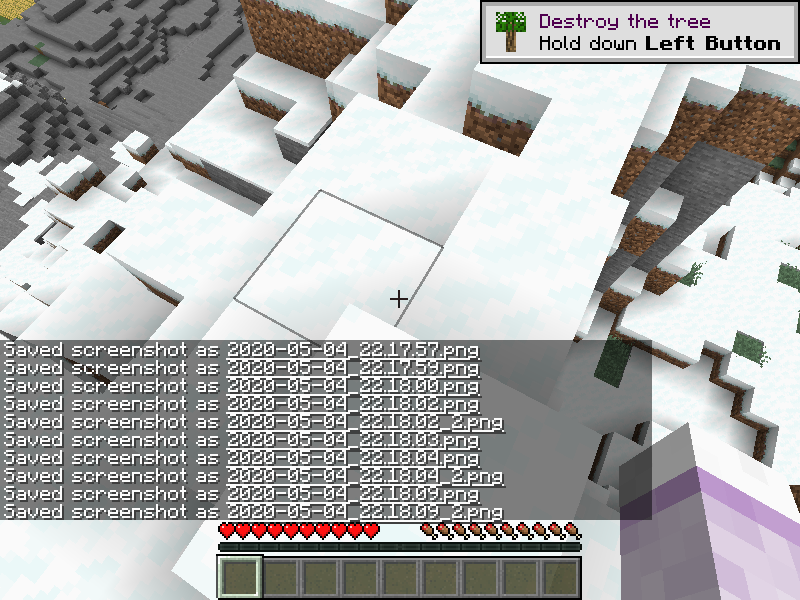 Destroy the tree
Hold down Left Button
Saved screenshot as 2020-05-04_22.17.57.png
Saved screenshot as 2020-05-04_22.17.59.png
Saved screenshot as 2020-05-04_22.18.00.png
Saved screenshot as 2020-05-04_22.18.02.png
Saved screenshot as 2020-05-04_22.18.02_2.png
Saved screenshot as 2020-05-04_22.18.03.png
Saved screenshot as 2020-05-04_22.18.04.png
Saved screenshot as 2020-05-04_22.18.04_2.png
Saved screenshot as 2020-05-04_22.18.09.png
Saved screenshot as 2020-05-04_22.18.09_2.png